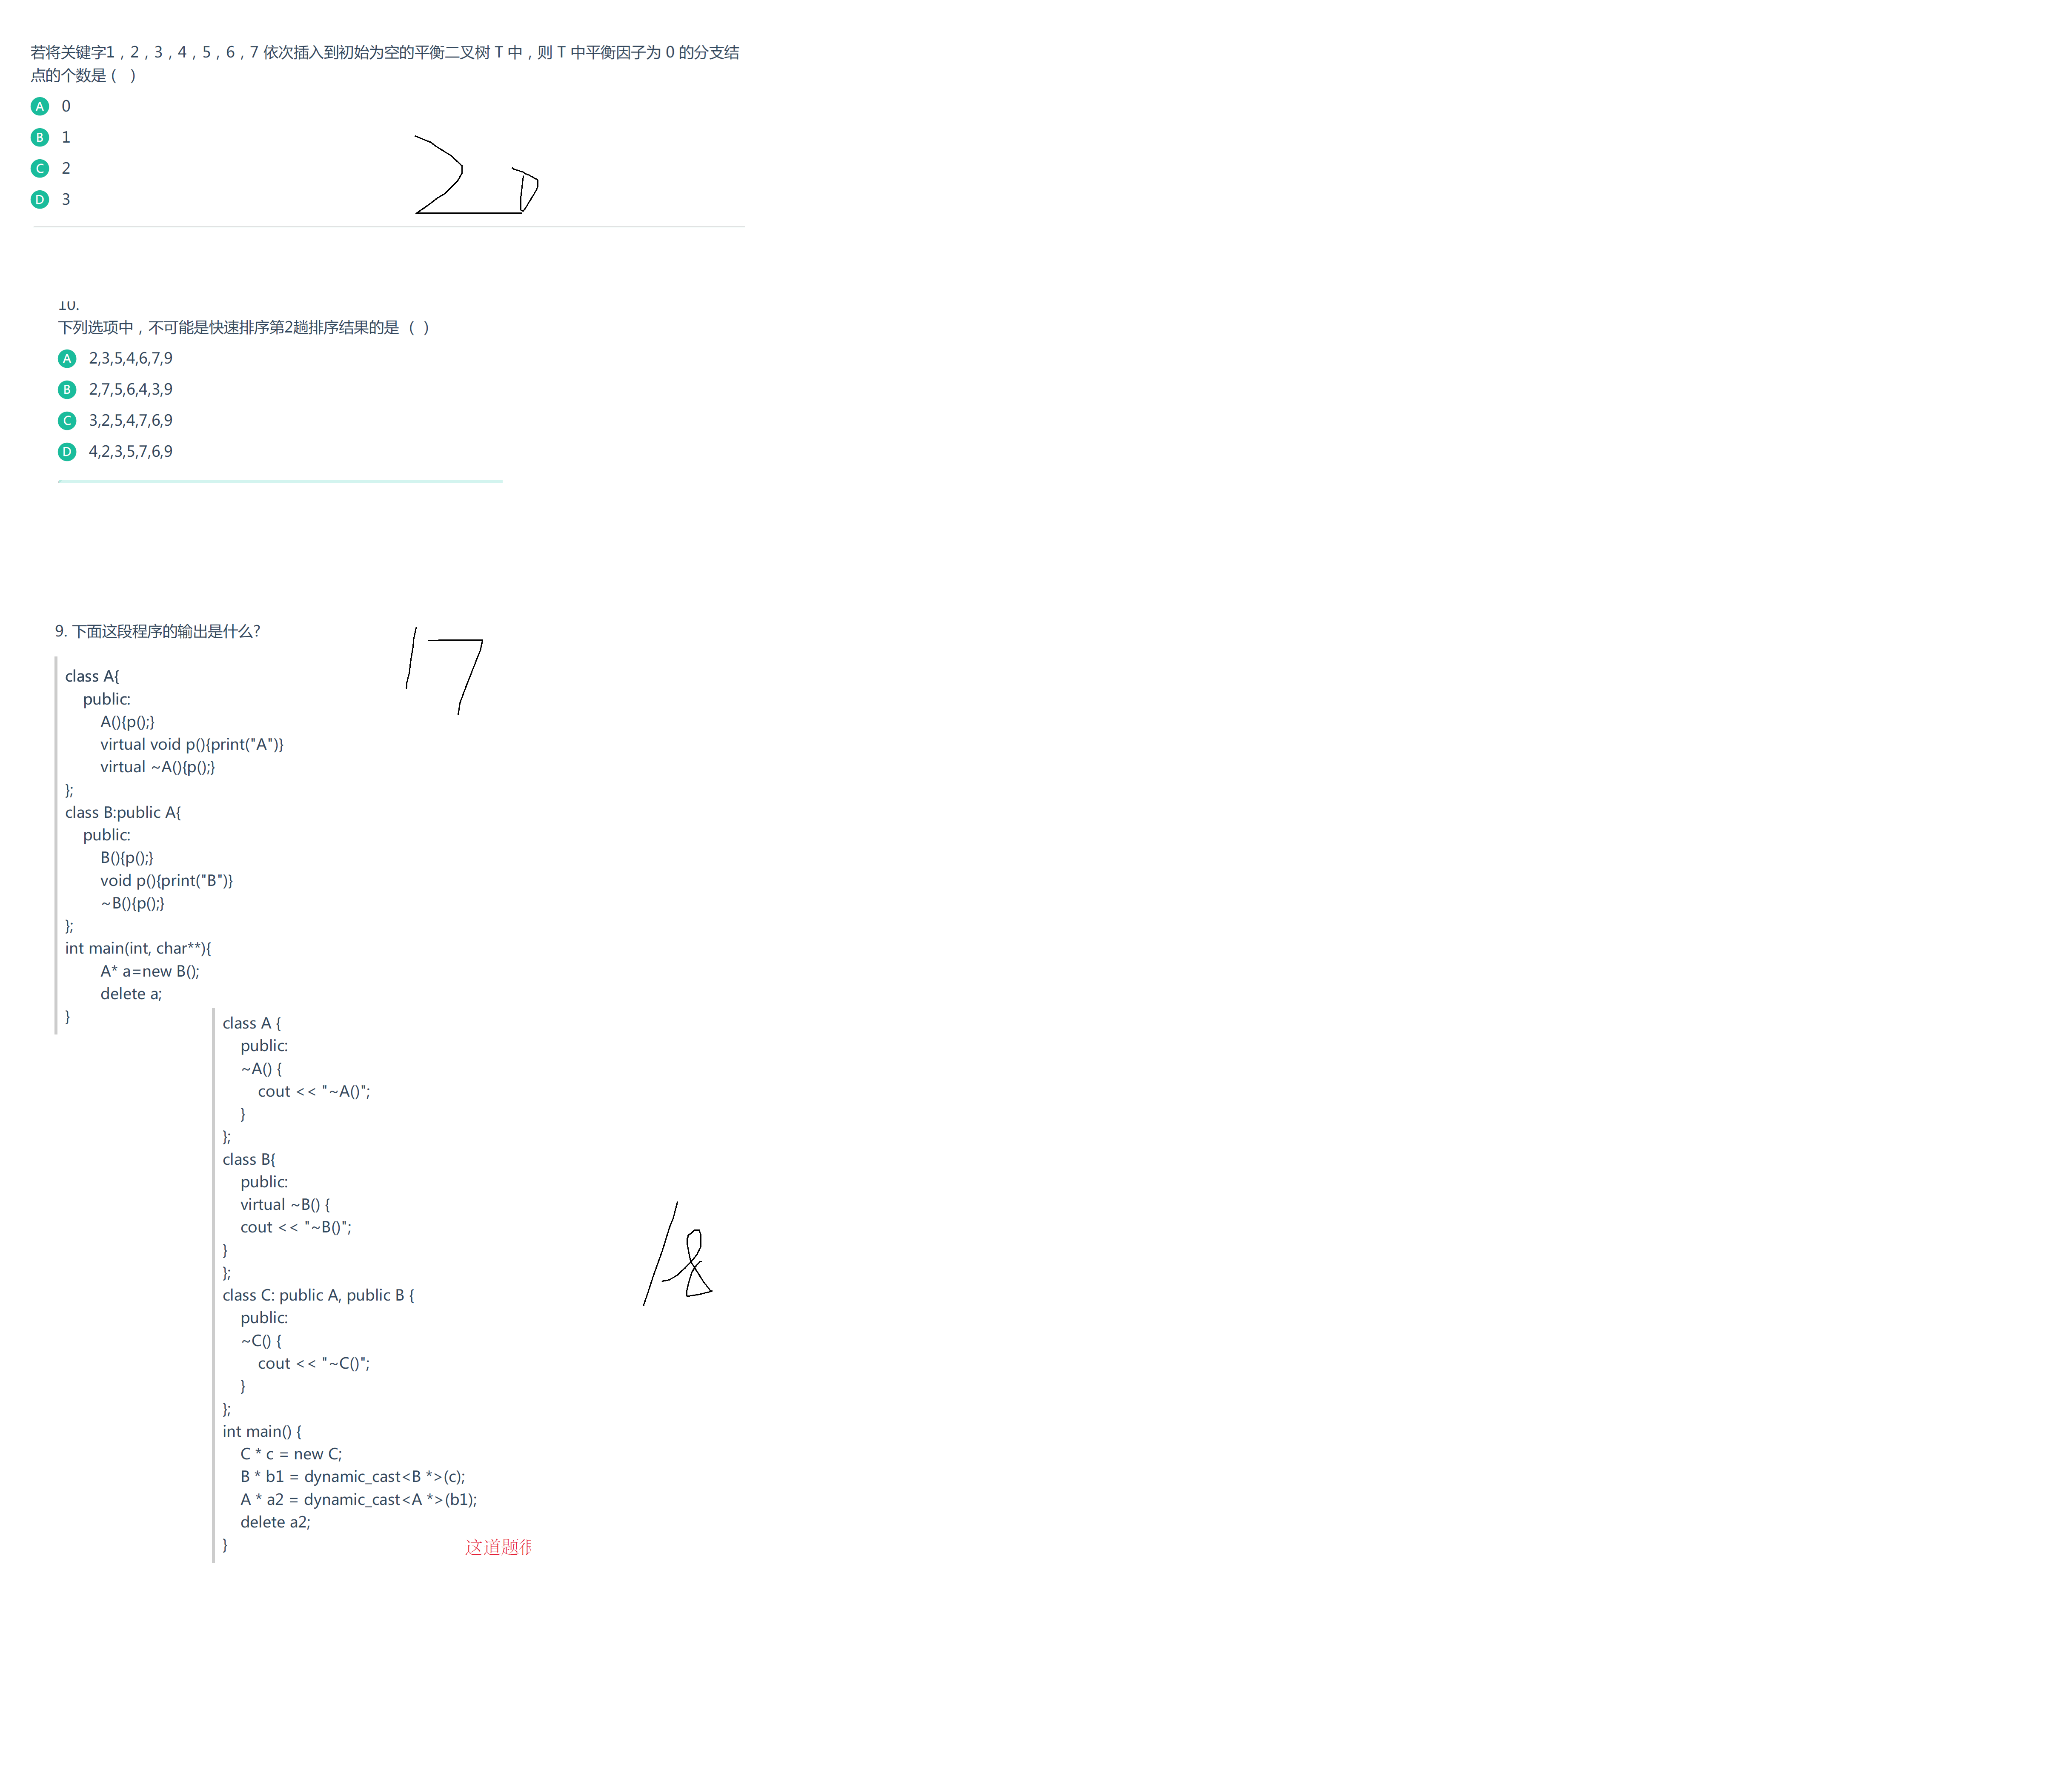 若将关键字1，2，3，4，5，6，7 依次插入到初始为空的平衡二叉树 T 中，则 T 中平衡因子为 0 的分支结
点的个数是（ ）
A 0
B 1
C 2
D 3
20
10.
下列选项中，不可能是快速排序第2趟排序结果的是 （ ）
A 2,3,5,4,6,7,9
B 2,7,5,6,4,3,9
C 3,2,5,4,7,6,9
D 4,2,3,5,7,6,9
9. 下面这段程序的输出是什么?
17
class A{
public:
A(){p();}
virtual void p(){print("A")}
virtual ~A(){p();}
};
class B:public A{
public:
B(){p();}
void p(){print("B")}
~B(){p();}
};
int main(int, char**){
A* a=new B();
delete a;
}
class A {
public:
~A() {
cout << "~A()";
}
};
class B{
public:
virtual ~B() {
cout << "~B()";
}
};
class C: public A, public B {
public:
~C() {
cout << "~C()";
}
};
int main() {
C * c = new C;
B * b1 = dynamic_cast<B *>(c);
A * a2 = dynamic_cast<A *>(b1);
delete a2;
}
18
这道题